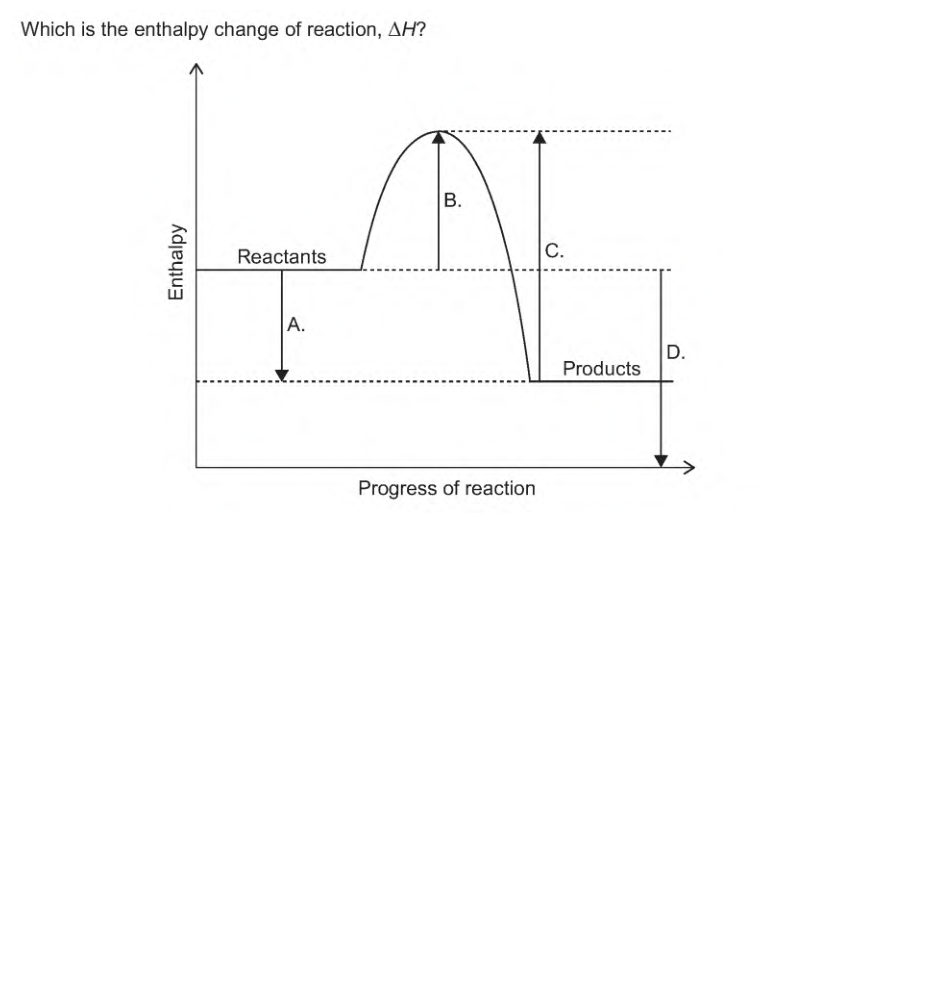 Which is the enthalpy change of reaction, ΔH?
B.
C.
Reactants
Enthalpy
A.
D.
Products
Progress of reaction